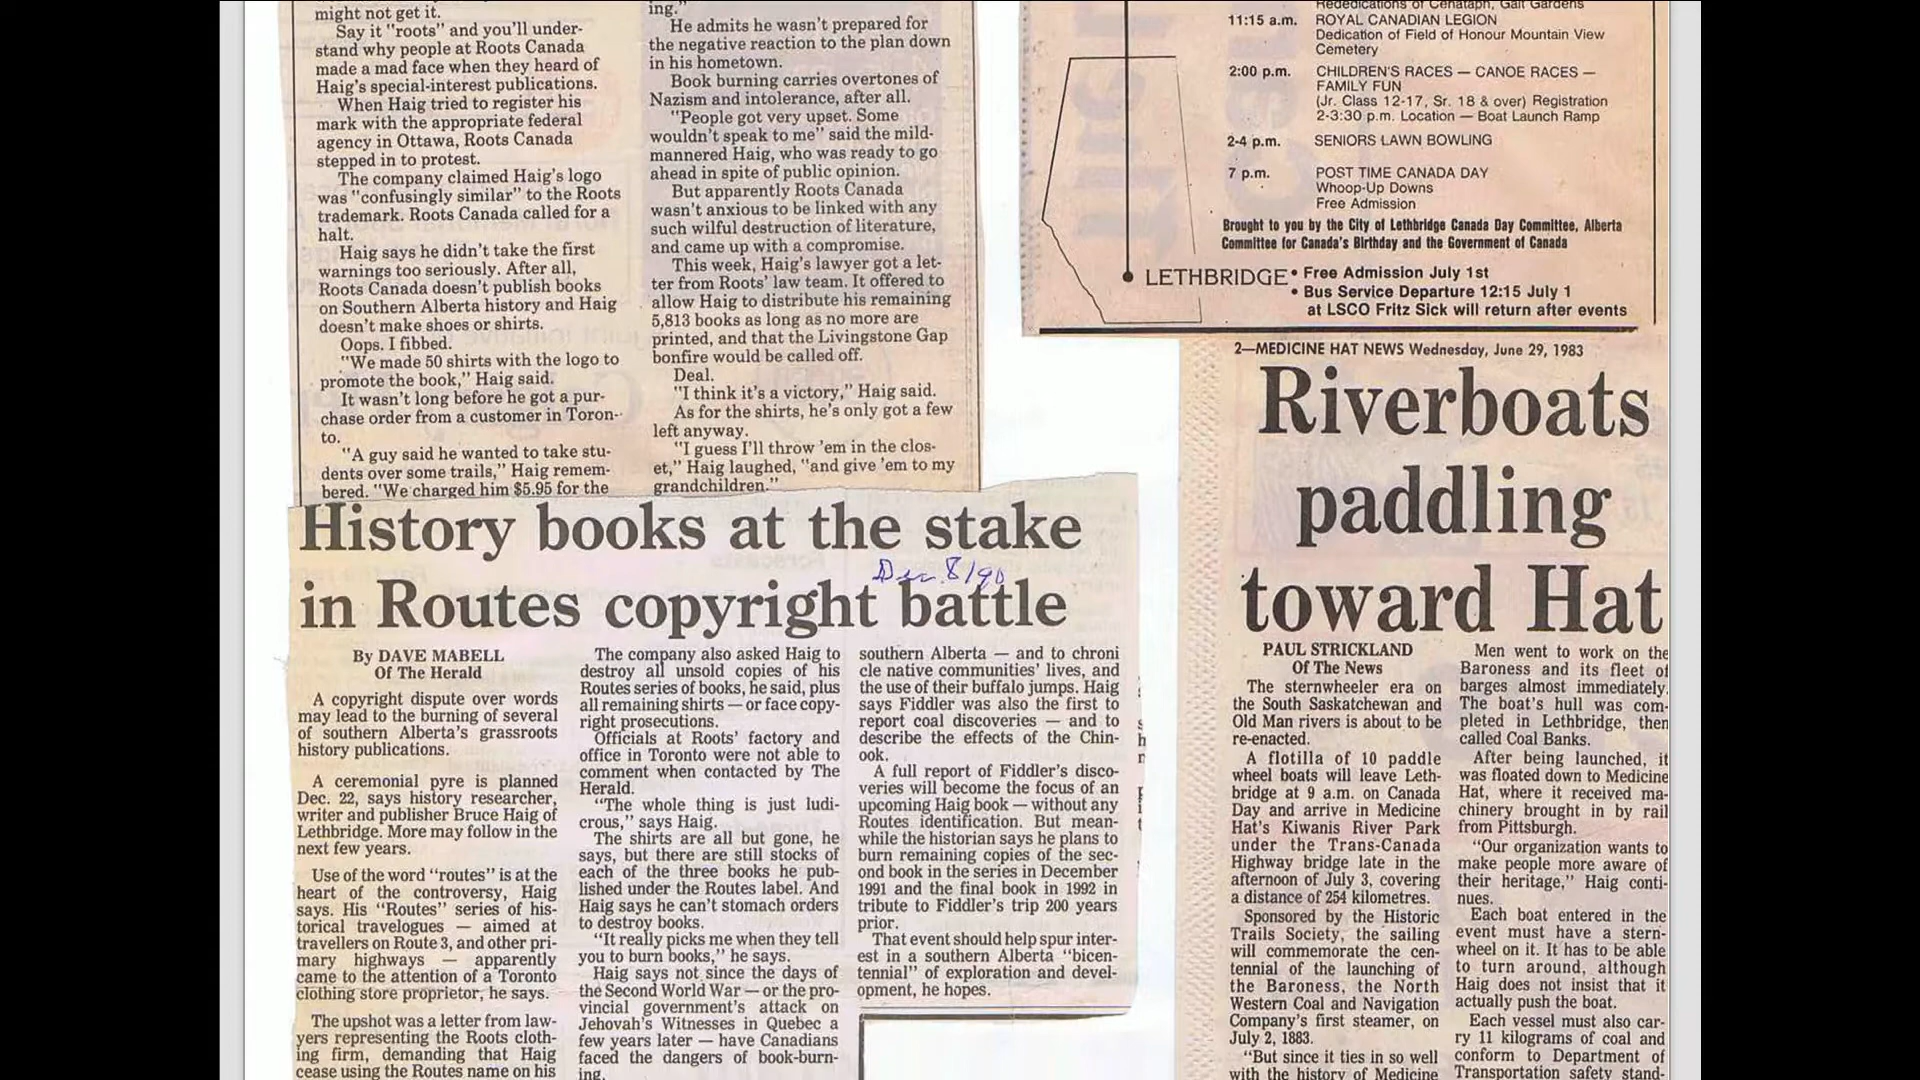 might not get it.
Say it "roots" and you'll under-
stand why people at Roots Canada
made a mad face when they heard of
Haig's special-interest publications.
When Haig tried to register his
mark with the appropriate federal
agency in Ottawa, Roots Canada
stepped in to protest.
The company claimed Haig's logo
was "confusingly similar" to the Roots
trademark. Roots Canada called for a
halt.
Haig says he didn't take the first
warnings too seriously. After all,
Roots Canada doesn't publish books
on Southern Alberta history and Haig
doesn't make shoes or shirts.
Oops. I fibbed.
"We made 50 shirts with the logo to
promote the book," Haig said.
It wasn't long before he got a pur-
chase order from a customer in Toron-
to.
"A guy said he wanted to take stu-
dents over some trails," Haig remem-
bered. "We charged him $5.95 for the
ing."
He admits he wasn't prepared for
the negative reaction to the plan down
in his hometown.
Book burning carries overtones of
Nazism and intolerance, after all.
"People got very upset. Some
wouldn't speak to me" said the mild-
mannered Haig, who was ready to go
ahead in spite of public opinion.
But apparently Roots Canada
wasn't anxious to be linked with any
such wilful destruction of literature,
and came up with a compromise.
This week, Haig's lawyer got a let-
ter from Roots' law team. It offered to
allow Haig to distribute his remaining
5,813 books as long as no more are
printed, and that the Livingstone Gap
bonfire would be called off.
Deal.
"I think it's a victory," Haig said.
As for the shirts, he's only got a few
left anyway.
"I guess I'll throw 'em in the clos-
et," Haig laughed, "and give 'em to my
grandchildren."
Rededications of Cenataph, Galt Gardens
11:15 a.m. ROYAL CANADIAN LEGION
Dedication of Field of Honour Mountain View
Cemetery
2:00 p.m. CHILDREN'S RACES — CANOE RACES —
FAMILY FUN
(Jr. Class 12-17, Sr. 18 & over) Registration
2-3:30 p.m. Location — Boat Launch Ramp
2-4 p.m. SENIORS LAWN BOWLING
7 p.m. POST TIME CANADA DAY
Whoop-Up Downs
Free Admission
Brought to you by the City of Lethbridge Canada Day Committee, Alberta
Committee for Canada's Birthday and the Government of Canada
LETHBRIDGE
• Free Admission July 1st
• Bus Service Departure 12:15 July 1
at LSCO Fritz Sick will return after events
History books at the stake
in Routes copyright battle
Dec 8/90
By DAVE MABELL
Of The Herald
A copyright dispute over words
may lead to the burning of several
of southern Alberta's grassroots
history publications.
A ceremonial pyre is planned
Dec. 22, says history researcher,
writer and publisher Bruce Haig of
Lethbridge. More may follow in the
next few years.
Use of the word "routes" is at the
heart of the controversy, Haig
says. His "Routes" series of his-
torical travelogues — aimed at
travellers on Route 3, and other pri-
mary highways — apparently
came to the attention of a Toronto
clothing store proprietor, he says.
The upshot was a letter from law-
yers representing the Roots cloth-
ing firm, demanding that Haig
cease using the Routes name on his
The company also asked Haig to
destroy all unsold copies of his
Routes series of books, he said, plus
all remaining shirts — or face copy-
right prosecutions.
Officials at Roots' factory and
office in Toronto were not able to
comment when contacted by The
Herald.
"The whole thing is just ludi-
crous," says Haig.
The shirts are all but gone, he
says, but there are still stocks of
each of the three books he pub-
lished under the Routes label. And
Haig says he can't stomach orders
to destroy books.
"It really picks me when they tell
you to burn books," he says.
Haig says not since the days of
the Second World War — or the pro-
vincial government's attack on
Jehovah's Witnesses in Quebec a
few years later — have Canadians
faced the dangers of book-burn-
ing.
southern Alberta — and to chroni
cle native communities' lives, and
the use of their buffalo jumps. Haig
says Fiddler was also the first to
report coal discoveries — and to
describe the effects of the Chin-
ook.
A full report of Fiddler's disco-
veries will become the focus of an
upcoming Haig book — without any
Routes identification. But mean-
while the historian says he plans to
burn remaining copies of the sec-
ond book in the series in December
1991 and the final book in 1992 in
tribute to Fiddler's trip 200 years
prior.
That event should help spur inter-
est in a southern Alberta "bicen-
tennial" of exploration and devel-
opment, he hopes.
2—MEDICINE HAT NEWS Wednesday, June 29, 1983
Riverboats
paddling
toward Hat
PAUL STRICKLAND
Of The News
The sternwheeler era on
the South Saskatchewan and
Old Man rivers is about to be
re-enacted.
A flotilla of 10 paddle
wheel boats will leave Leth-
bridge at 9 a.m. on Canada
Day and arrive in Medicine
Hat's Kiwanis River Park
under the Trans-Canada
Highway bridge late in the
afternoon of July 3, covering
a distance of 254 kilometres.
Sponsored by the Historic
Trails Society, the sailing
will commemorate the cen-
tennial of the launching of
the Baroness, the North
Western Coal and Navigation
Company's first steamer, on
July 2, 1883.
"But since it ties in so well
with the history of Medicine
Men went to work on the
Baroness and its fleet of
barges almost immediately.
The boat's hull was com-
pleted in Lethbridge, then
called Coal Banks.
After being launched, it
was floated down to Medicine
Hat, where it received ma-
chinery brought in by rail
from Pittsburgh.
"Our organization wants to
make people more aware of
their heritage," Haig conti-
nues.
Each boat entered in the
event must have a stern-
wheel on it. It has to be able
to turn around, although
Haig does not insist that it
actually push the boat.
Each vessel must also car-
ry 11 kilograms of coal and
conform to Department of
Transportation safety stand-